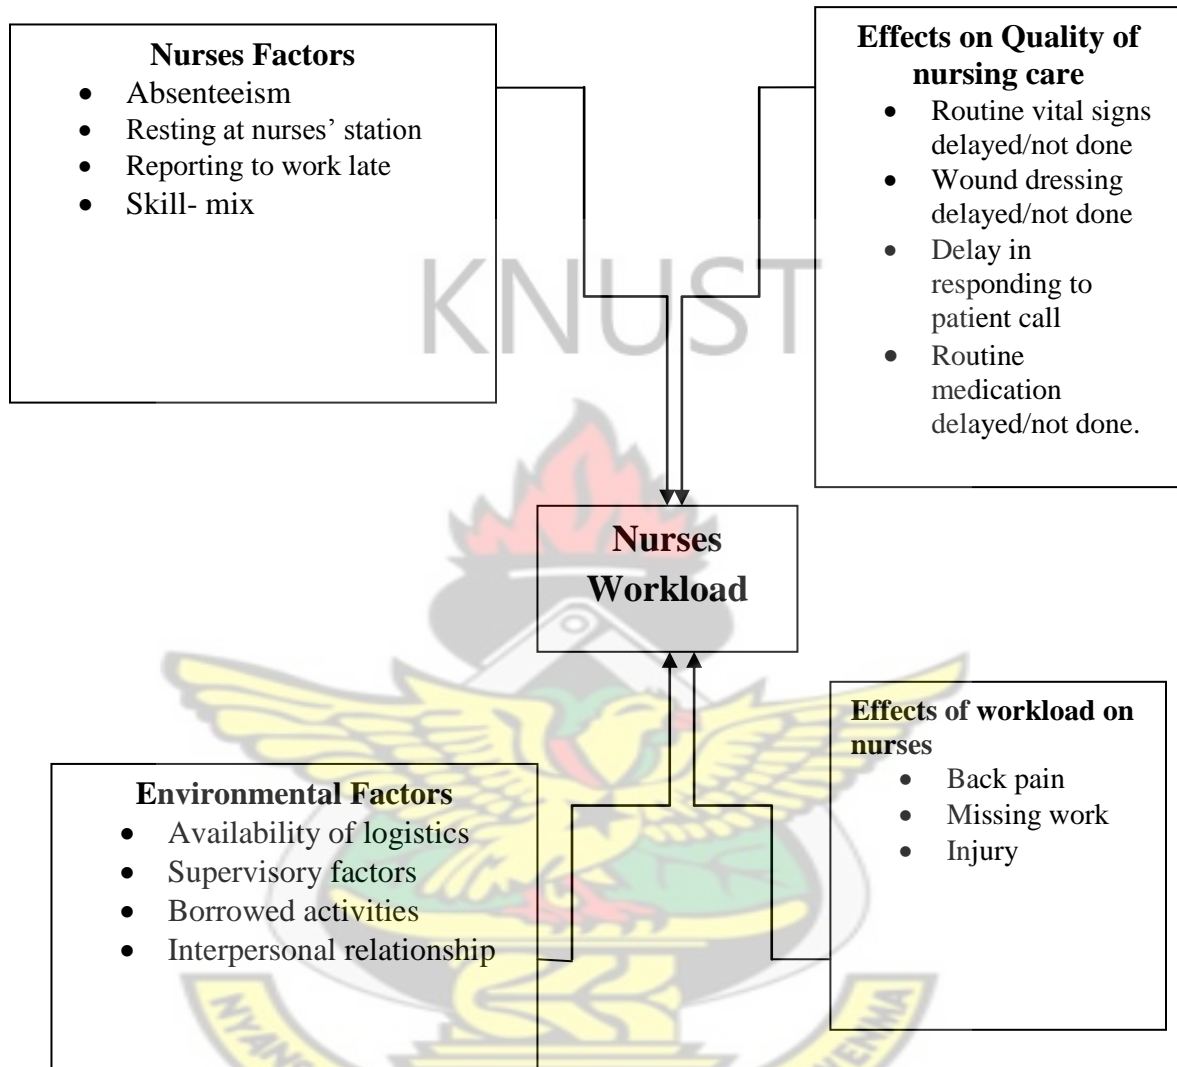 Nurses Factors
• Absenteeism
• Resting at nurses’ station
• Reporting to work late
• Skill- mix
Effects on Quality of
nursing care
• Routine vital signs
delayed/not done
• Wound dressing
delayed/not done
• Delay in
responding to
patient call
• Routine
medication
delayed/not done.
KNUST
Nurses
Workload
Environmental Factors
• Availability of logistics
• Supervisory factors
• Borrowed activities
• Interpersonal relationship
Effects of workload on
nurses
• Back pain
• Missing work
• Injury